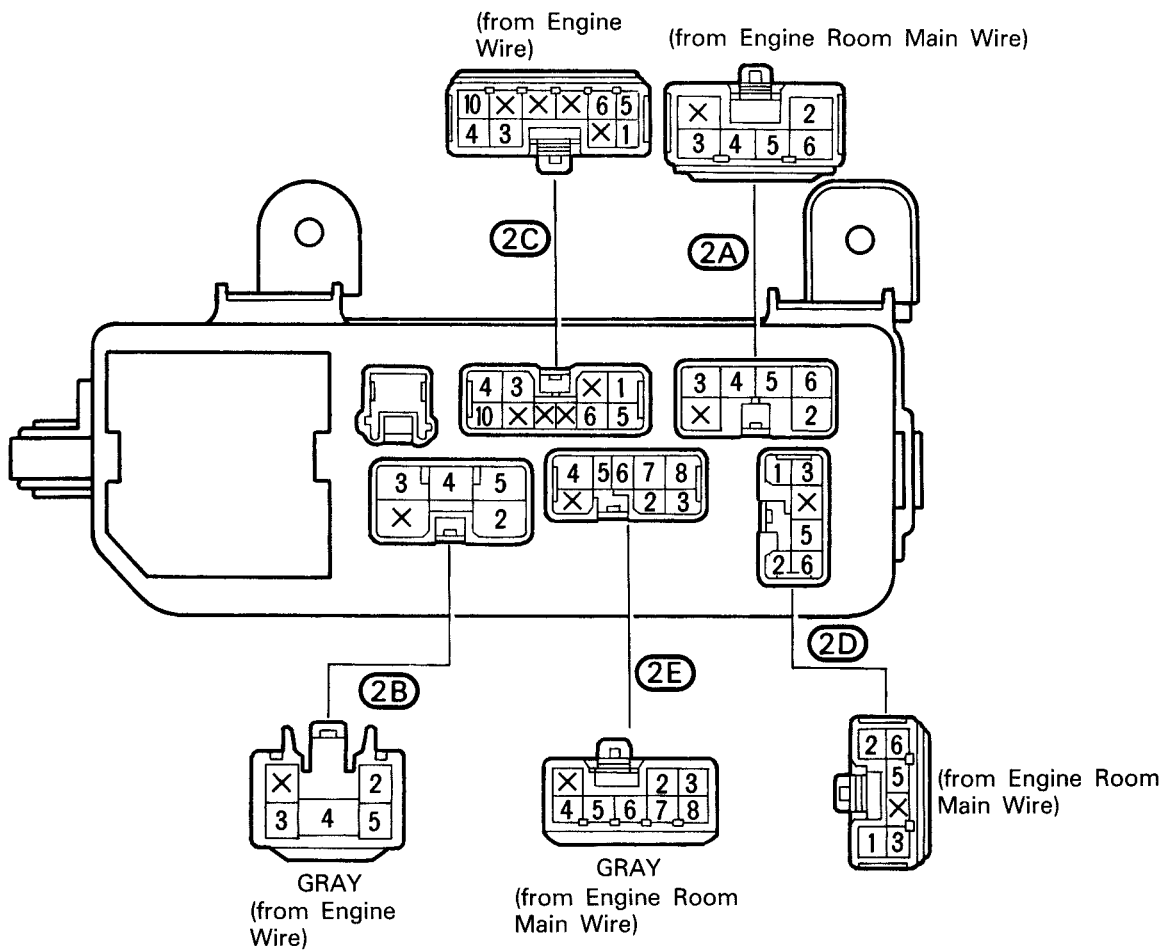 (from Engine
Wire)
(from Engine Room Main Wire)
10 X X X 6 5
4 3 X 1
X 2
3 4 5 6
2C
2A
4 3 X 1
10 X X X 6 5
3 4 5 6
X 2
3 4 5
X 2
4 5 6 7 8
X 2 3
1 3
X
5
2 6
2D
2B
2E
X 2
3 4 5
X 2 3
4 5 6 7 8
2 6
5
X
1 3
(from Engine Room
Main Wire)
GRAY
(from Engine
Wire)
GRAY
(from Engine Room
Main Wire)